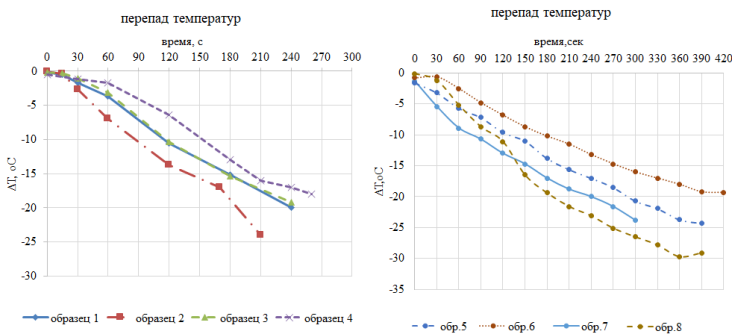 перепад температур
время, с
0 30 60 90 120 150 180 210 240 270 300
0
-5
-10
-15
-20
-25
-30
ΔT, оС
образец 1 образец 2 образец 3 образец 4
перепад температур
время,сек
0 30 60 90 120 150 180 210 240 270 300 330 360 390 420
0
-5
-10
-15
-20
-25
-30
-35
ΔT,оС
обр.5 обр.6 обр.7 обр.8